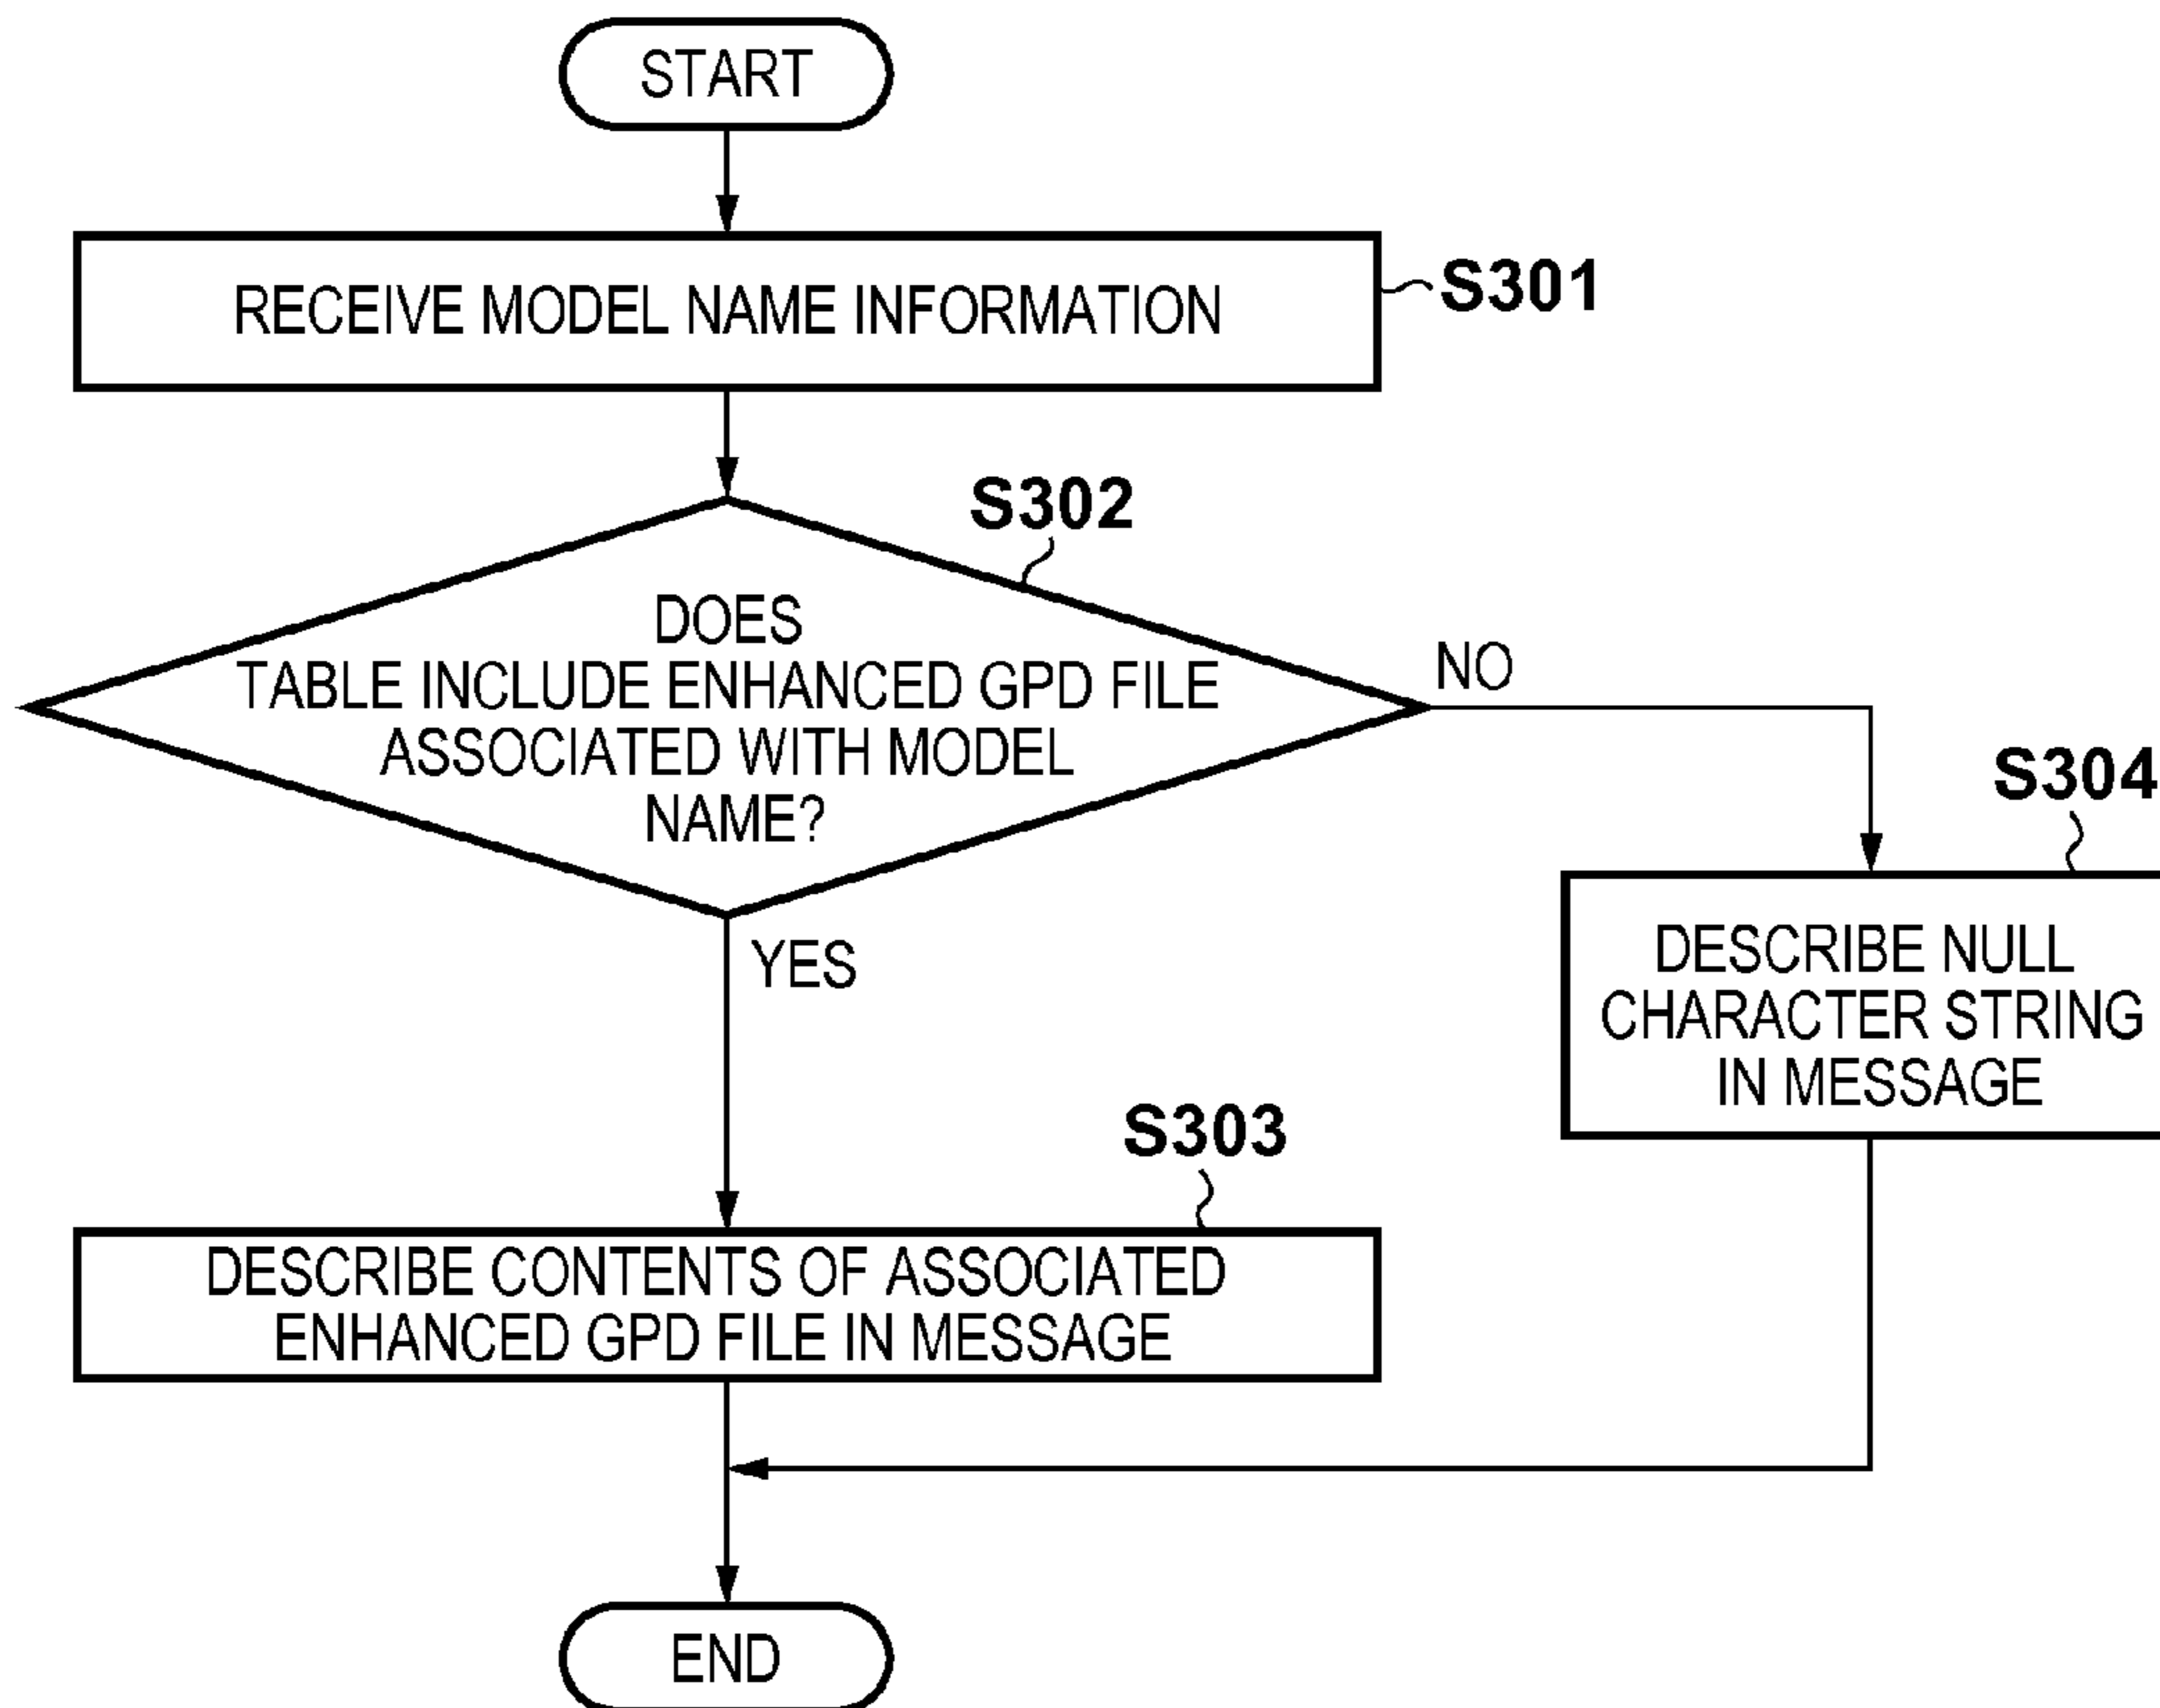 START
RECEIVE MODEL NAME INFORMATION
S301
S302
DOES
TABLE INCLUDE ENHANCED GPD FILE
ASSOCIATED WITH MODEL
NAME?
NO
YES
S304
DESCRIBE NULL
CHARACTER STRING
IN MESSAGE
S303
DESCRIBE CONTENTS OF ASSOCIATED
ENHANCED GPD FILE IN MESSAGE
END